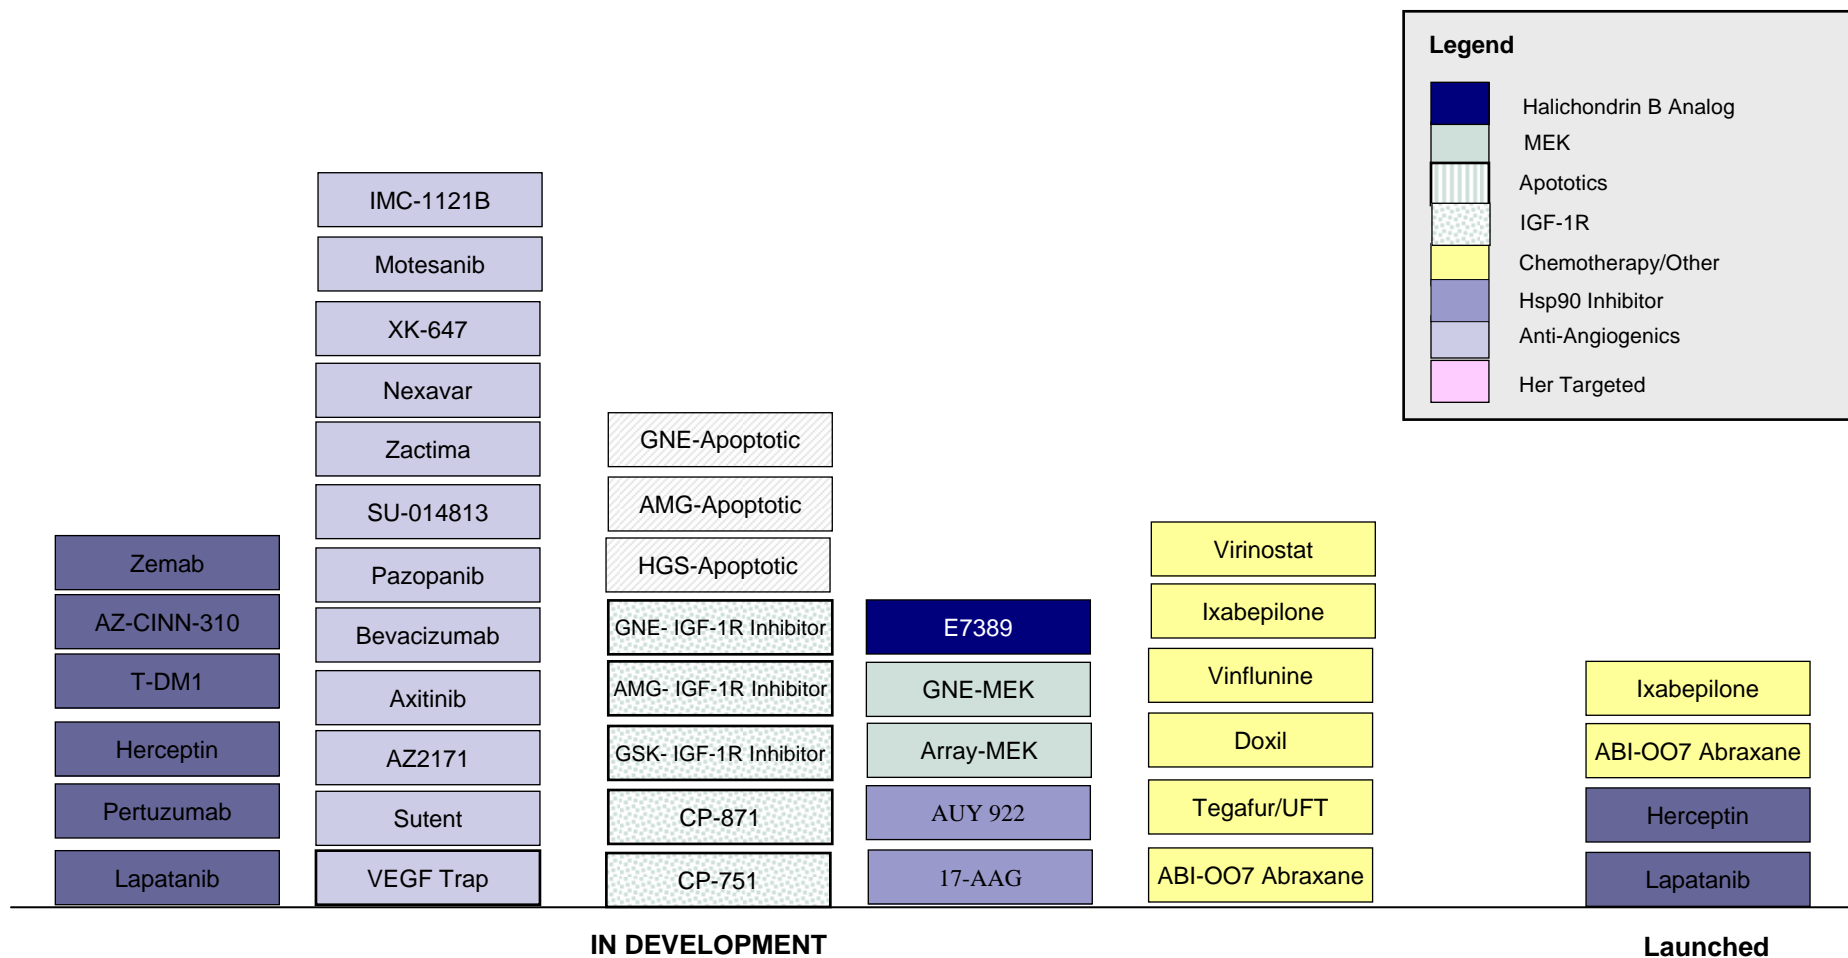 Legend
Halichondrin B Analog
MEK
Apototics
IGF-1R
Chemotherapy/Other
Hsp90 Inhibitor
Anti-Angiogenics
Her Targeted
Zemab
AZ-CINN-310
T-DM1
Herceptin
Pertuzumab
Lapatanib
IMC-1121B
Motesanib
XK-647
Nexavar
Zactima
SU-014813
Pazopanib
Bevacizumab
Axitinib
AZ2171
Sutent
VEGF Trap
GNE-Apoptotic
AMG-Apoptotic
HGS-Apoptotic
GNE- IGF-1R Inhibitor
AMG- IGF-1R Inhibitor
GSK- IGF-1R Inhibitor
CP-871
CP-751
E7389
GNE-MEK
Array-MEK
AUY 922
17-AAG
Virinostat
Ixabepilone
Vinflunine
Doxil
Tegafur/UFT
ABI-OO7 Abraxane
Ixabepilone
ABI-OO7 Abraxane
Herceptin
Lapatanib
IN DEVELOPMENT
Launched